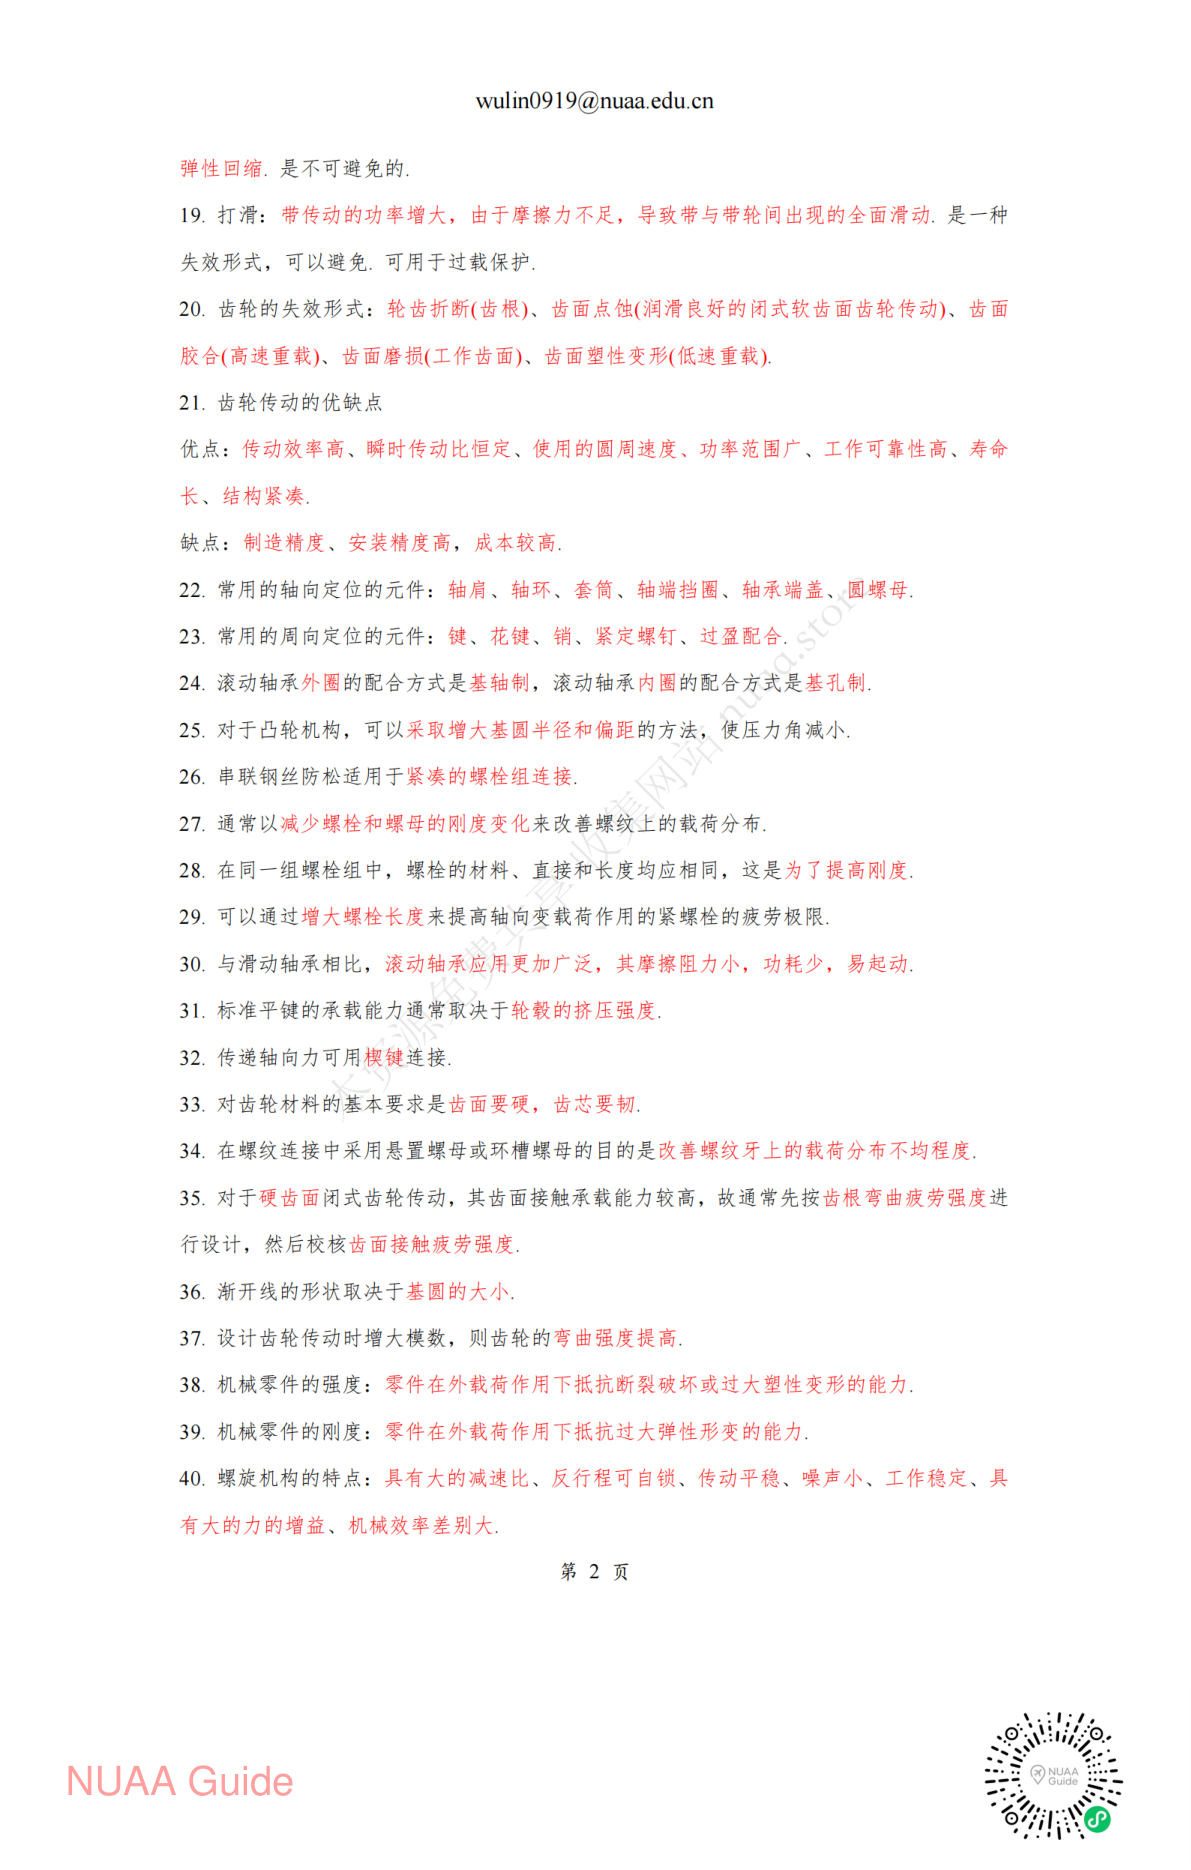 wulin0919@nuaa.edu.cn
弹性回缩. 是不可避免的.
19. 打滑：带传动的功率增大，由于摩擦力不足，导致带与带轮间出现的全面滑动. 是一种
失效形式，可以避免. 可用于过载保护.
20. 齿轮的失效形式：轮齿折断(齿根)、齿面点蚀(润滑良好的闭式软齿面齿轮传动)、齿面
胶合(高速重载)、齿面磨损(工作齿面)、齿面塑性变形(低速重载).
21. 齿轮传动的优缺点
优点：传动效率高、瞬时传动比恒定、使用的圆周速度、功率范围广、工作可靠性高、寿命
长、结构紧凑.
缺点：制造精度、安装精度高，成本较高.
22. 常用的轴向定位的元件：轴肩、轴环、套筒、轴端挡圈、轴承端盖、圆螺母.
23. 常用的周向定位的元件：键、花键、销、紧定螺钉、过盈配合.
24. 滚动轴承外圈的配合方式是基轴制，滚动轴承内圈的配合方式是基孔制.
25. 对于凸轮机构，可以采取增大基圆半径和偏距的方法，使压力角减小.
26. 串联钢丝防松适用于紧凑的螺栓组连接.
27. 通常以减少螺栓和螺母的刚度变化来改善螺纹上的载荷分布.
28. 在同一组螺栓组中，螺栓的材料、直接和长度均应相同，这是为了提高刚度.
29. 可以通过增大螺栓长度来提高轴向变载荷作用的紧螺栓的疲劳极限.
30. 与滑动轴承相比，滚动轴承应用更加广泛，其摩擦阻力小，功耗少，易起动.
31. 标准平键的承载能力通常取决于轮毂的挤压强度.
32. 传递轴向力可用楔键连接.
33. 对齿轮材料的基本要求是齿面要硬，齿芯要韧.
34. 在螺纹连接中采用悬置螺母或环槽螺母的目的是改善螺纹牙上的载荷分布不均程度.
35. 对于硬齿面闭式齿轮传动，其齿面接触承载能力较高，故通常先按齿根弯曲疲劳强度进
行设计，然后校核齿面接触疲劳强度.
36. 渐开线的形状取决于基圆的大小.
37. 设计齿轮传动时增大模数，则齿轮的弯曲强度提高.
38. 机械零件的强度：零件在外载荷作用下抵抗断裂破坏或过大塑性变形的能力.
39. 机械零件的刚度：零件在外载荷作用下抵抗过大弹性形变的能力.
40. 螺旋机构的特点：具有大的减速比、反行程可自锁、传动平稳、噪声小、工作稳定、具
有大的力的增益、机械效率差别大.
第 2 页
本资源免费共享 收集网站 nuaa.store
NUAA Guide
NUAA
Guide